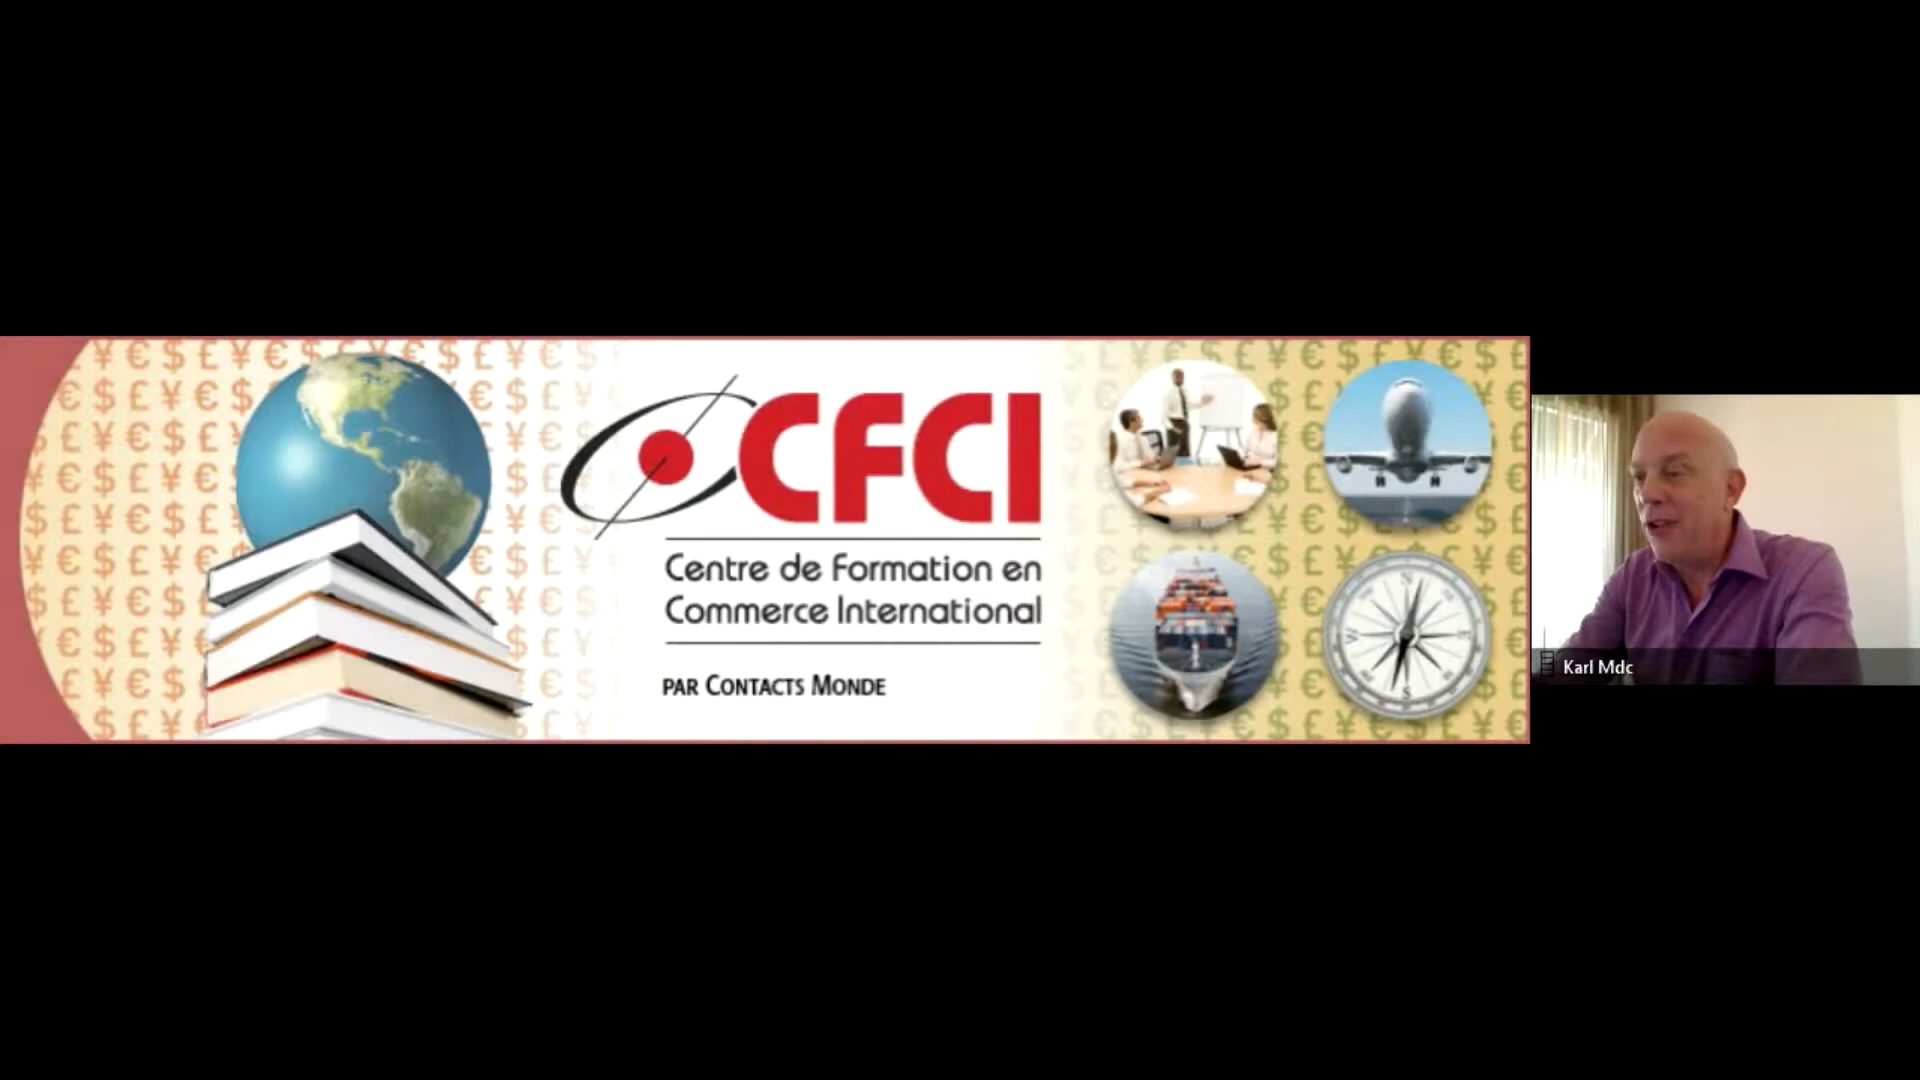 CFCI
Centre de Formation en
Commerce International
PAR CONTACTS MONDE
N
W
S
Karl Mdc